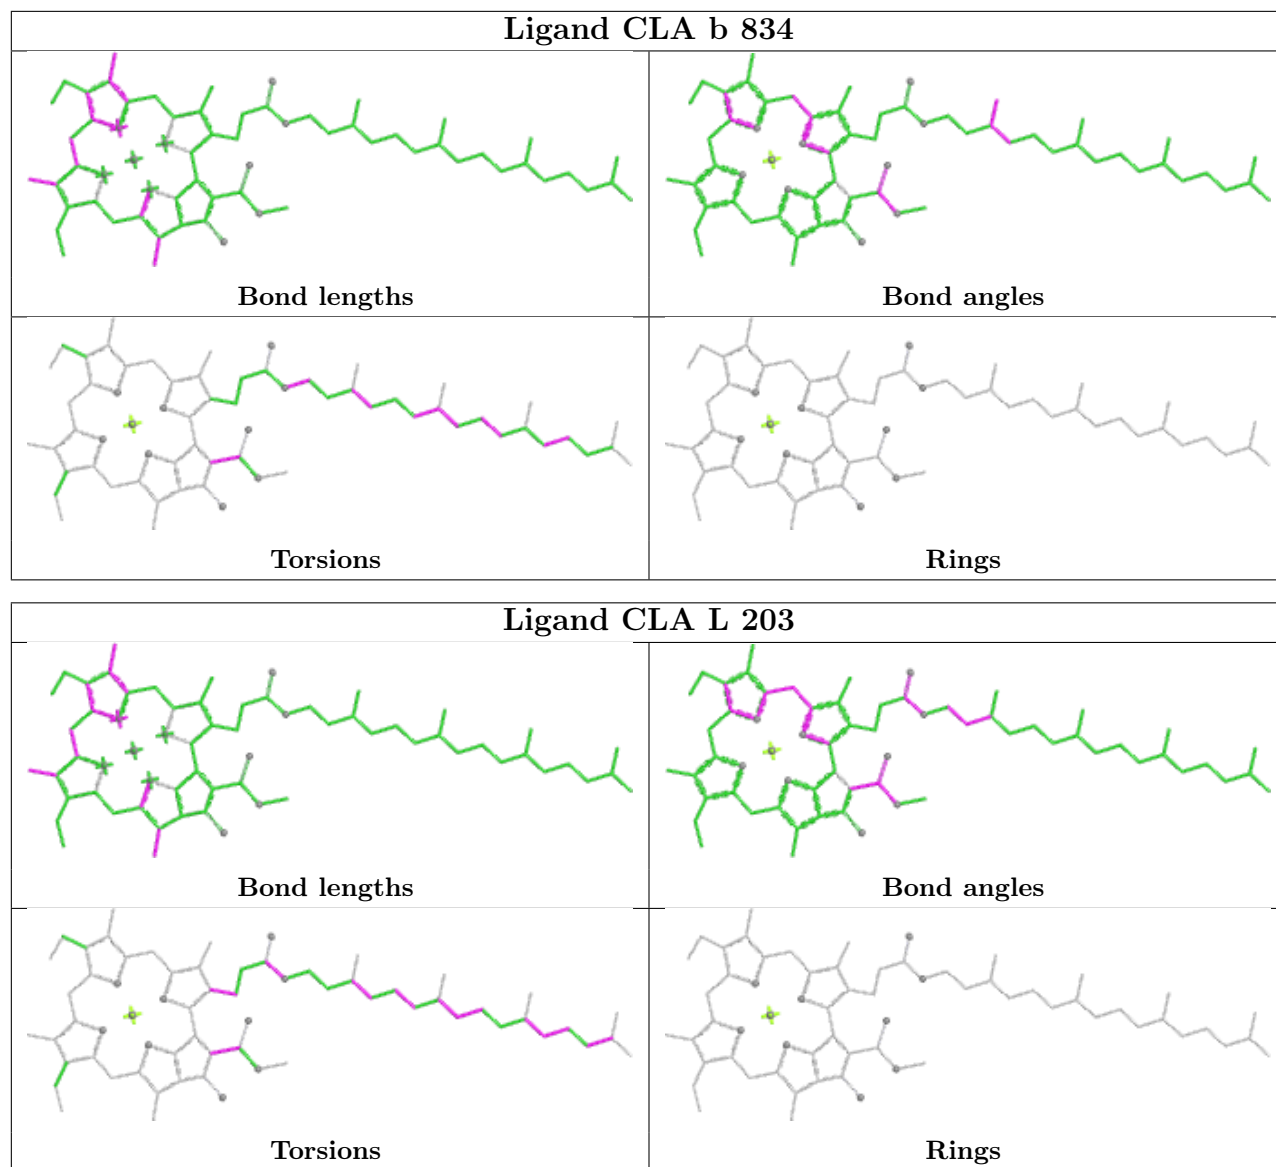 Ligand CLA b 834
Bond lengths
Bond angles
Torsions
Rings
Ligand CLA L 203
Bond lengths
Bond angles
Torsions
Rings